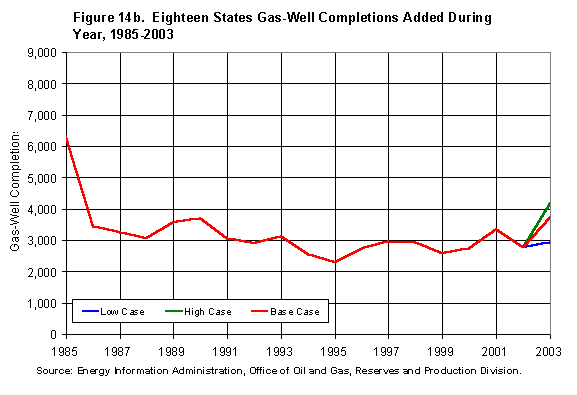 Figure 14b. Eighteen States Gas-Well Completions Added During
Year, 1985-2003
9,000
8,000
7,000
6,000
5,000
4,000
3,000
2,000
1,000
0
Gas-Well Completion:
Low Case
High Case
Base Case
1985 1987 1989 1991 1993 1995 1997 1999 2001 2003
Source: Energy Information Administration, Office of Oil and Gas, Reserves and Production Division.